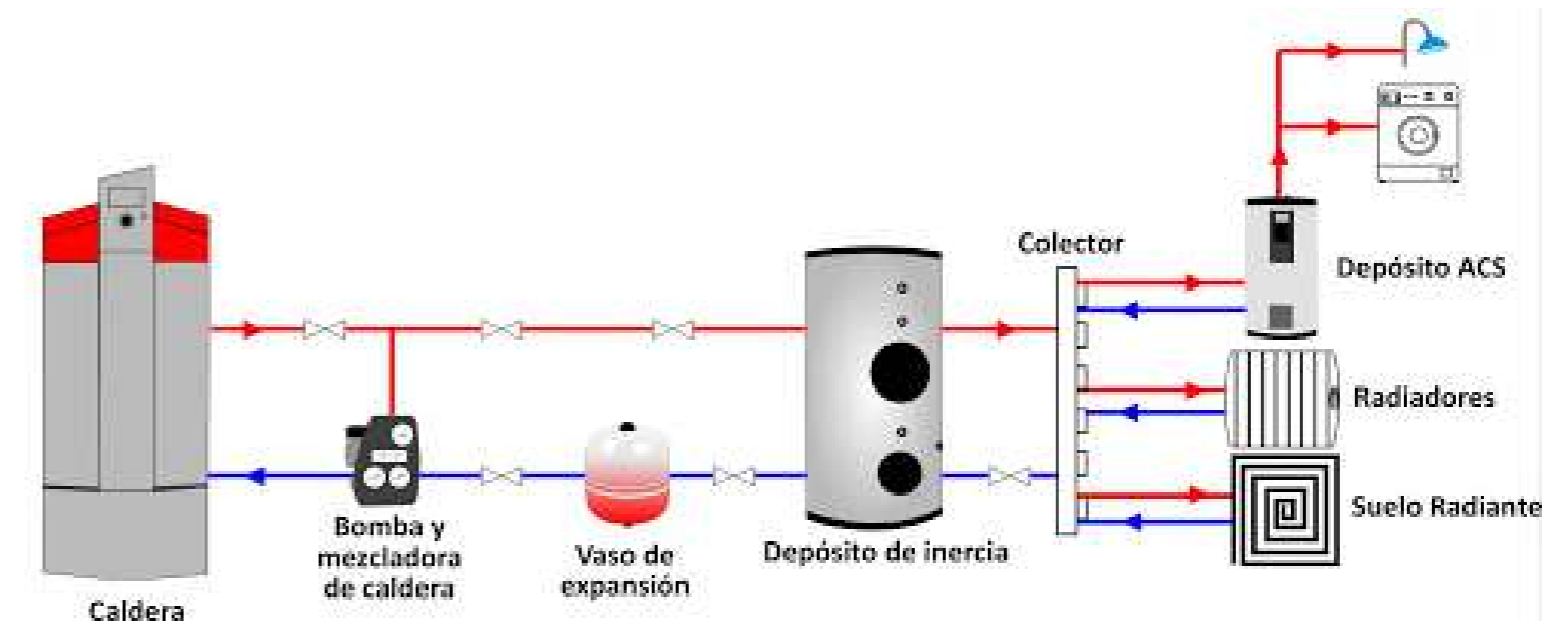 Colector
Depósito ACS
Radiadores
Suelo Radiante
Bomba y
mezcladora
de caldera
Vaso de
expansión
Depósito de inercia
Caldera